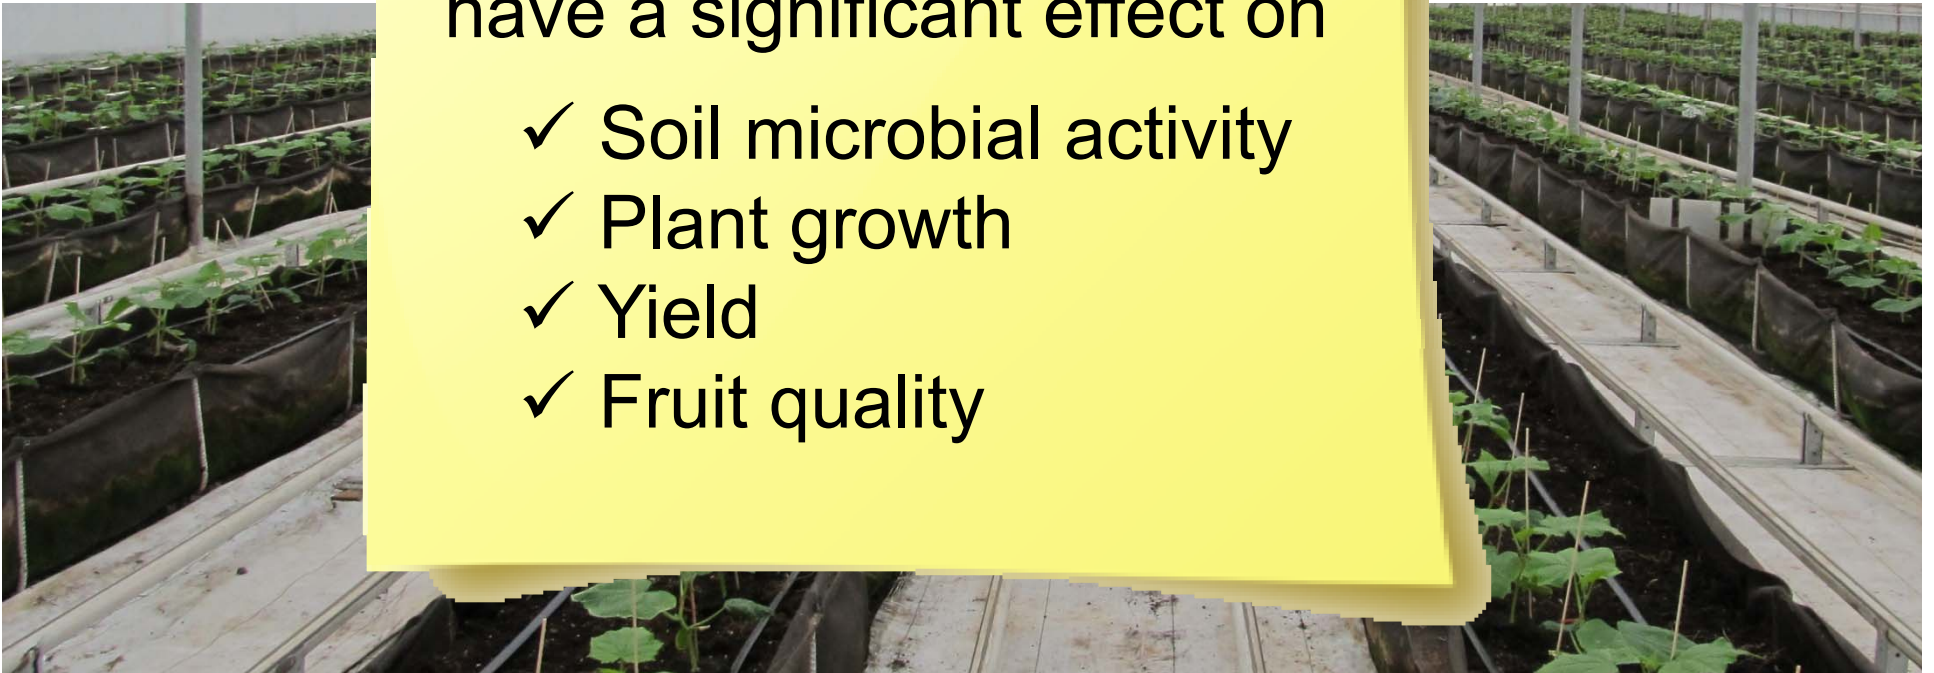 have a significant effect on
✓ Soil microbial activity
✓ Plant growth
✓ Yield
✓ Fruit quality